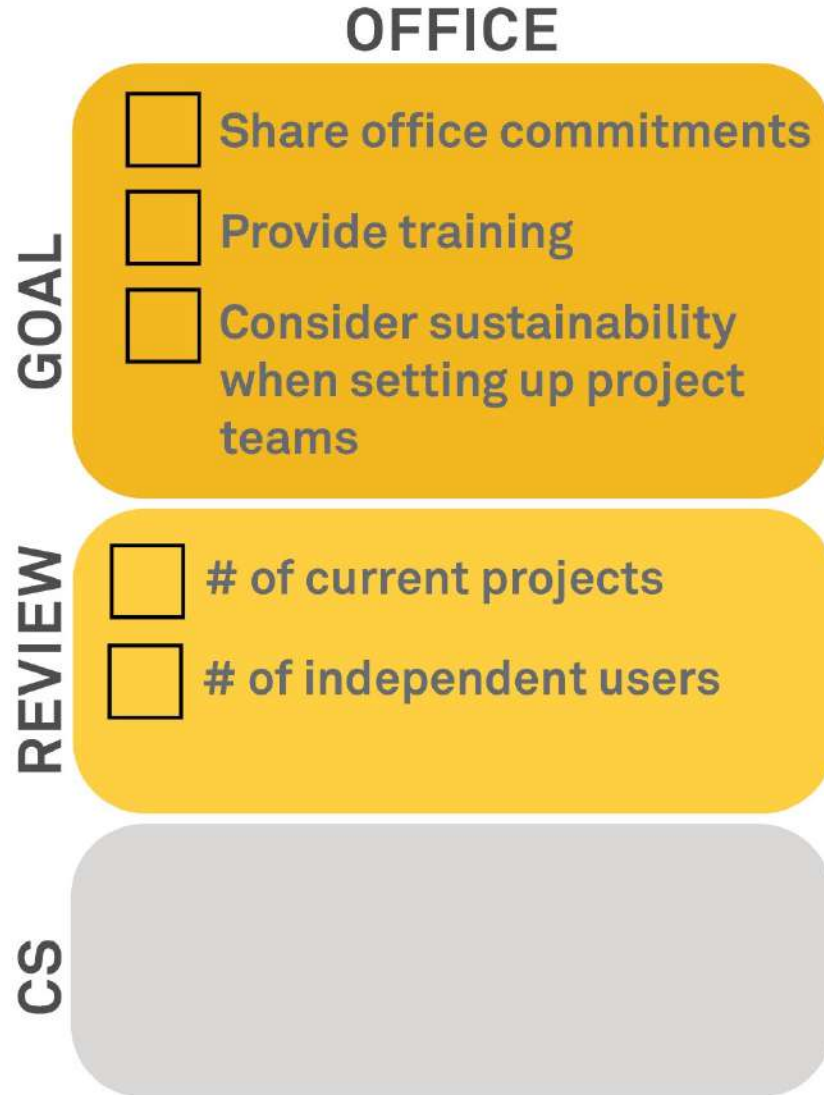 OFFICE
GOAL
Share office commitments
Provide training
Consider sustainability
when setting up project
teams
REVIEW
# of current projects
# of independent users
CS